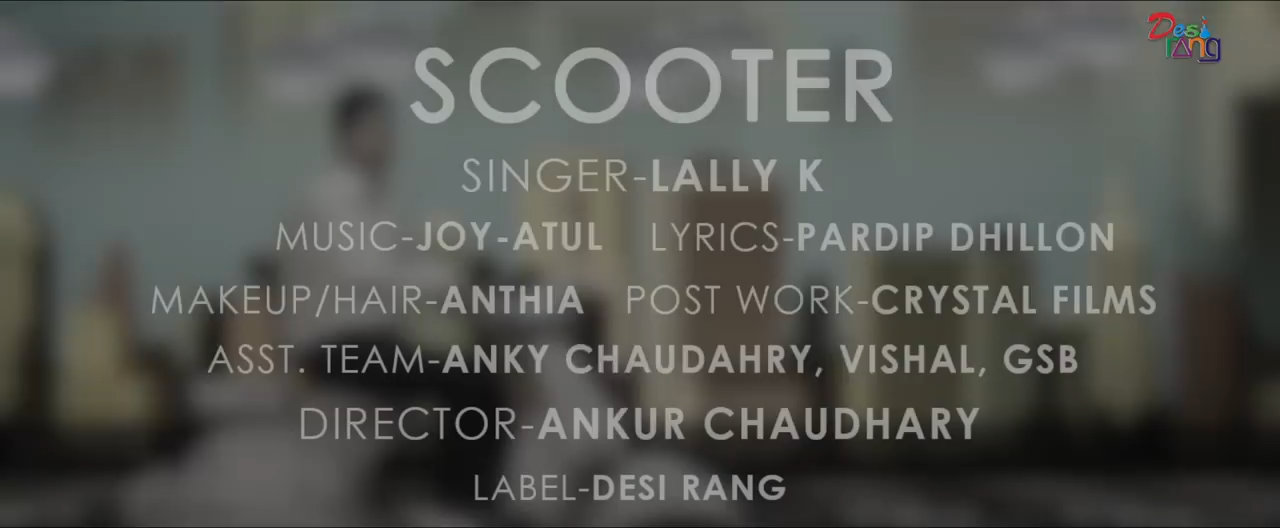 Desi
rang
SCOOTER
SINGER-LALLY K
MUSIC-JOY-ATUL LYRICS-PARDIP DHILLON
MAKEUP/HAIR-ANTHIA POST WORK-CRYSTAL FILMS
ASST. TEAM-ANKY CHAUDAHRY, VISHAL, GSB
DIRECTOR-ANKUR CHAUDHARY
LABEL-DESI RANG